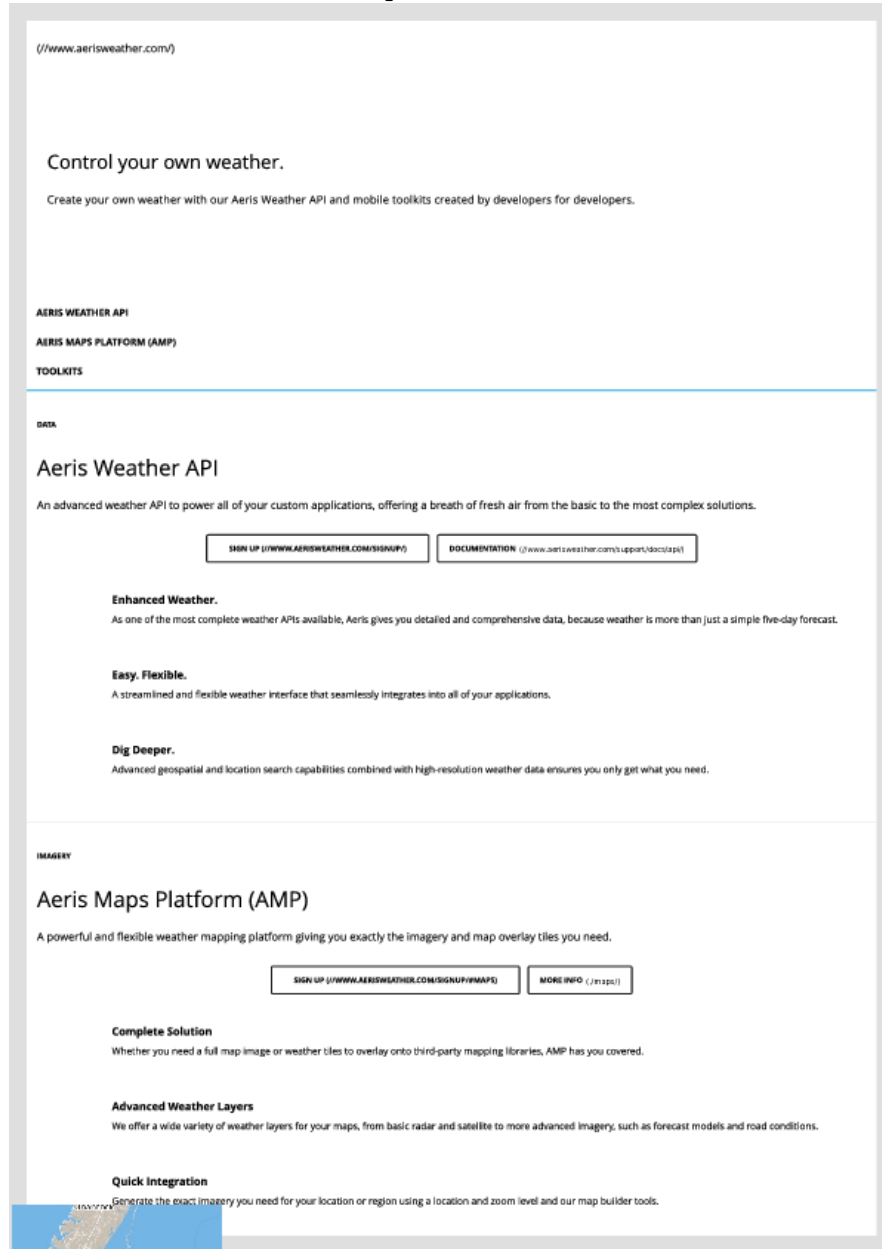 (//www.aerisweather.com/)
Control your own weather.
Create your own weather with our Aeris Weather API and mobile toolkits created by developers for developers.
AERIS WEATHER API
AERIS MAPS PLATFORM (AMP)
TOOLKITS
DATA
Aeris Weather API
An advanced weather API to power all of your custom applications, offering a breath of fresh air from the basic to the most complex solutions.
SIGN UP (//WWW.AERISWEATHER.COM/SIGNUP/) DOCUMENTATION (//www.aerisweather.com/support/docs/api/)
Enhanced Weather.
As one of the most complete weather APIs available, Aeris gives you detailed and comprehensive data, because weather is more than just a simple five-day forecast.
Easy. Flexible.
A streamlined and flexible weather interface that seamlessly integrates into all of your applications.
Dig Deeper.
Advanced geospatial and location search capabilities combined with high-resolution weather data ensures you only get what you need.
IMAGERY
Aeris Maps Platform (AMP)
A powerful and flexible weather mapping platform giving you exactly the imagery and map overlay tiles you need.
SIGN UP (//WWW.AERISWEATHER.COM/SIGNUP/#MAPS) MORE INFO (./maps/)
Complete Solution
Whether you need a full map image or weather tiles to overlay onto third-party mapping libraries, AMP has you covered.
Advanced Weather Layers
We offer a wide variety of weather layers for your maps, from basic radar and satellite to more advanced imagery, such as forecast models and road conditions.
Quick Integration
Generate the exact imagery you need for your location or region using a location and zoom level and our map builder tools.